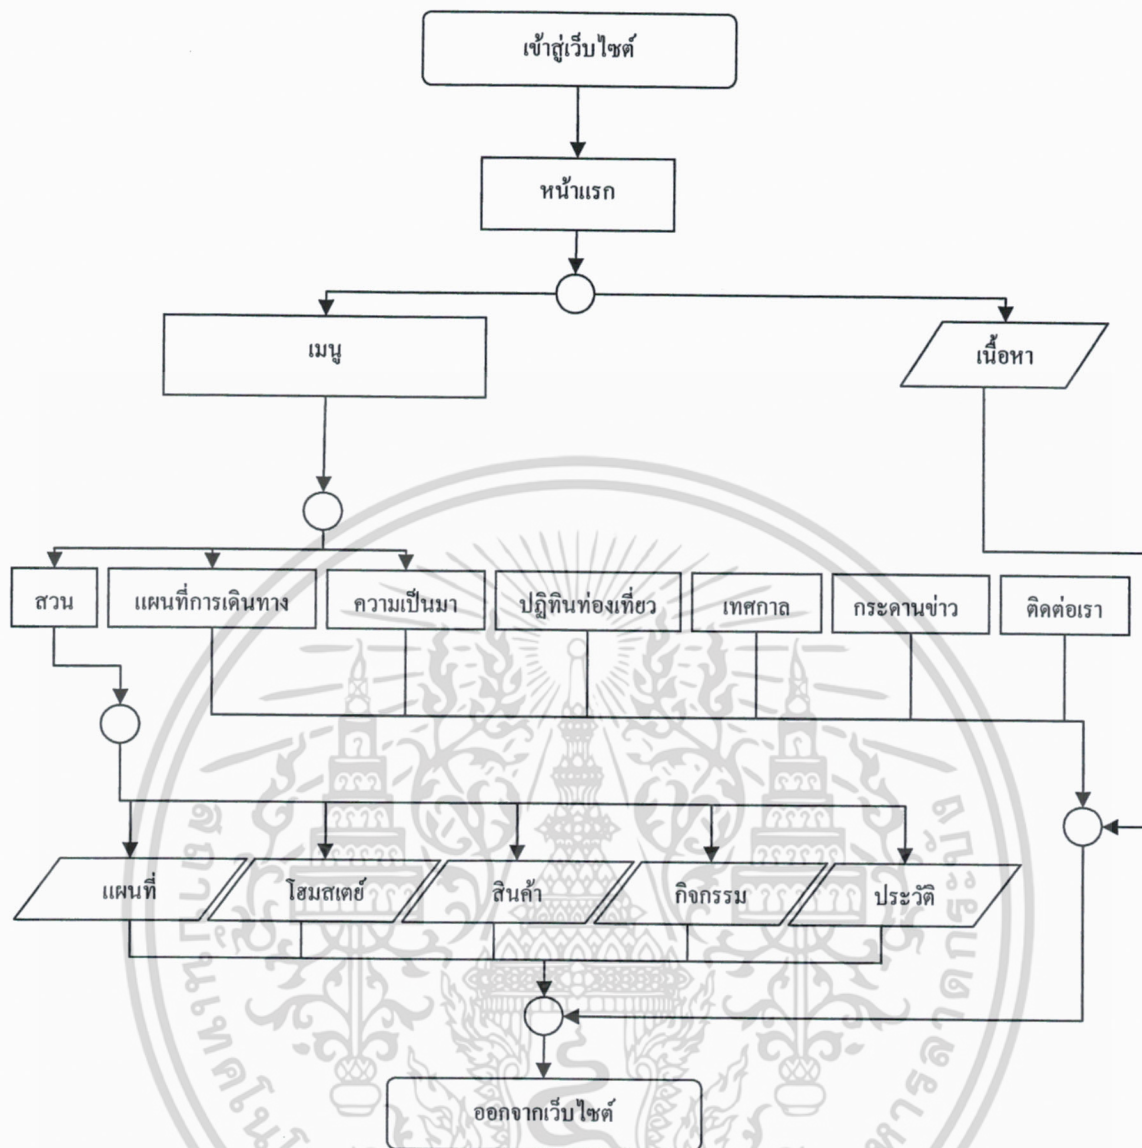 เข้าสู่เว็บไซต์
หน้าแรก
เมนู
เนื้อหา
สวน
แผนที่การเดินทาง
ความเป็นมา
ปฏิทินท่องเที่ยว
เทศกาล
กระดานข่าว
ติดต่อเรา
แผนที่
โฮมสเตย์
สินค้า
กิจกรรม
ประวัติ
ออกจากเว็บไซต์